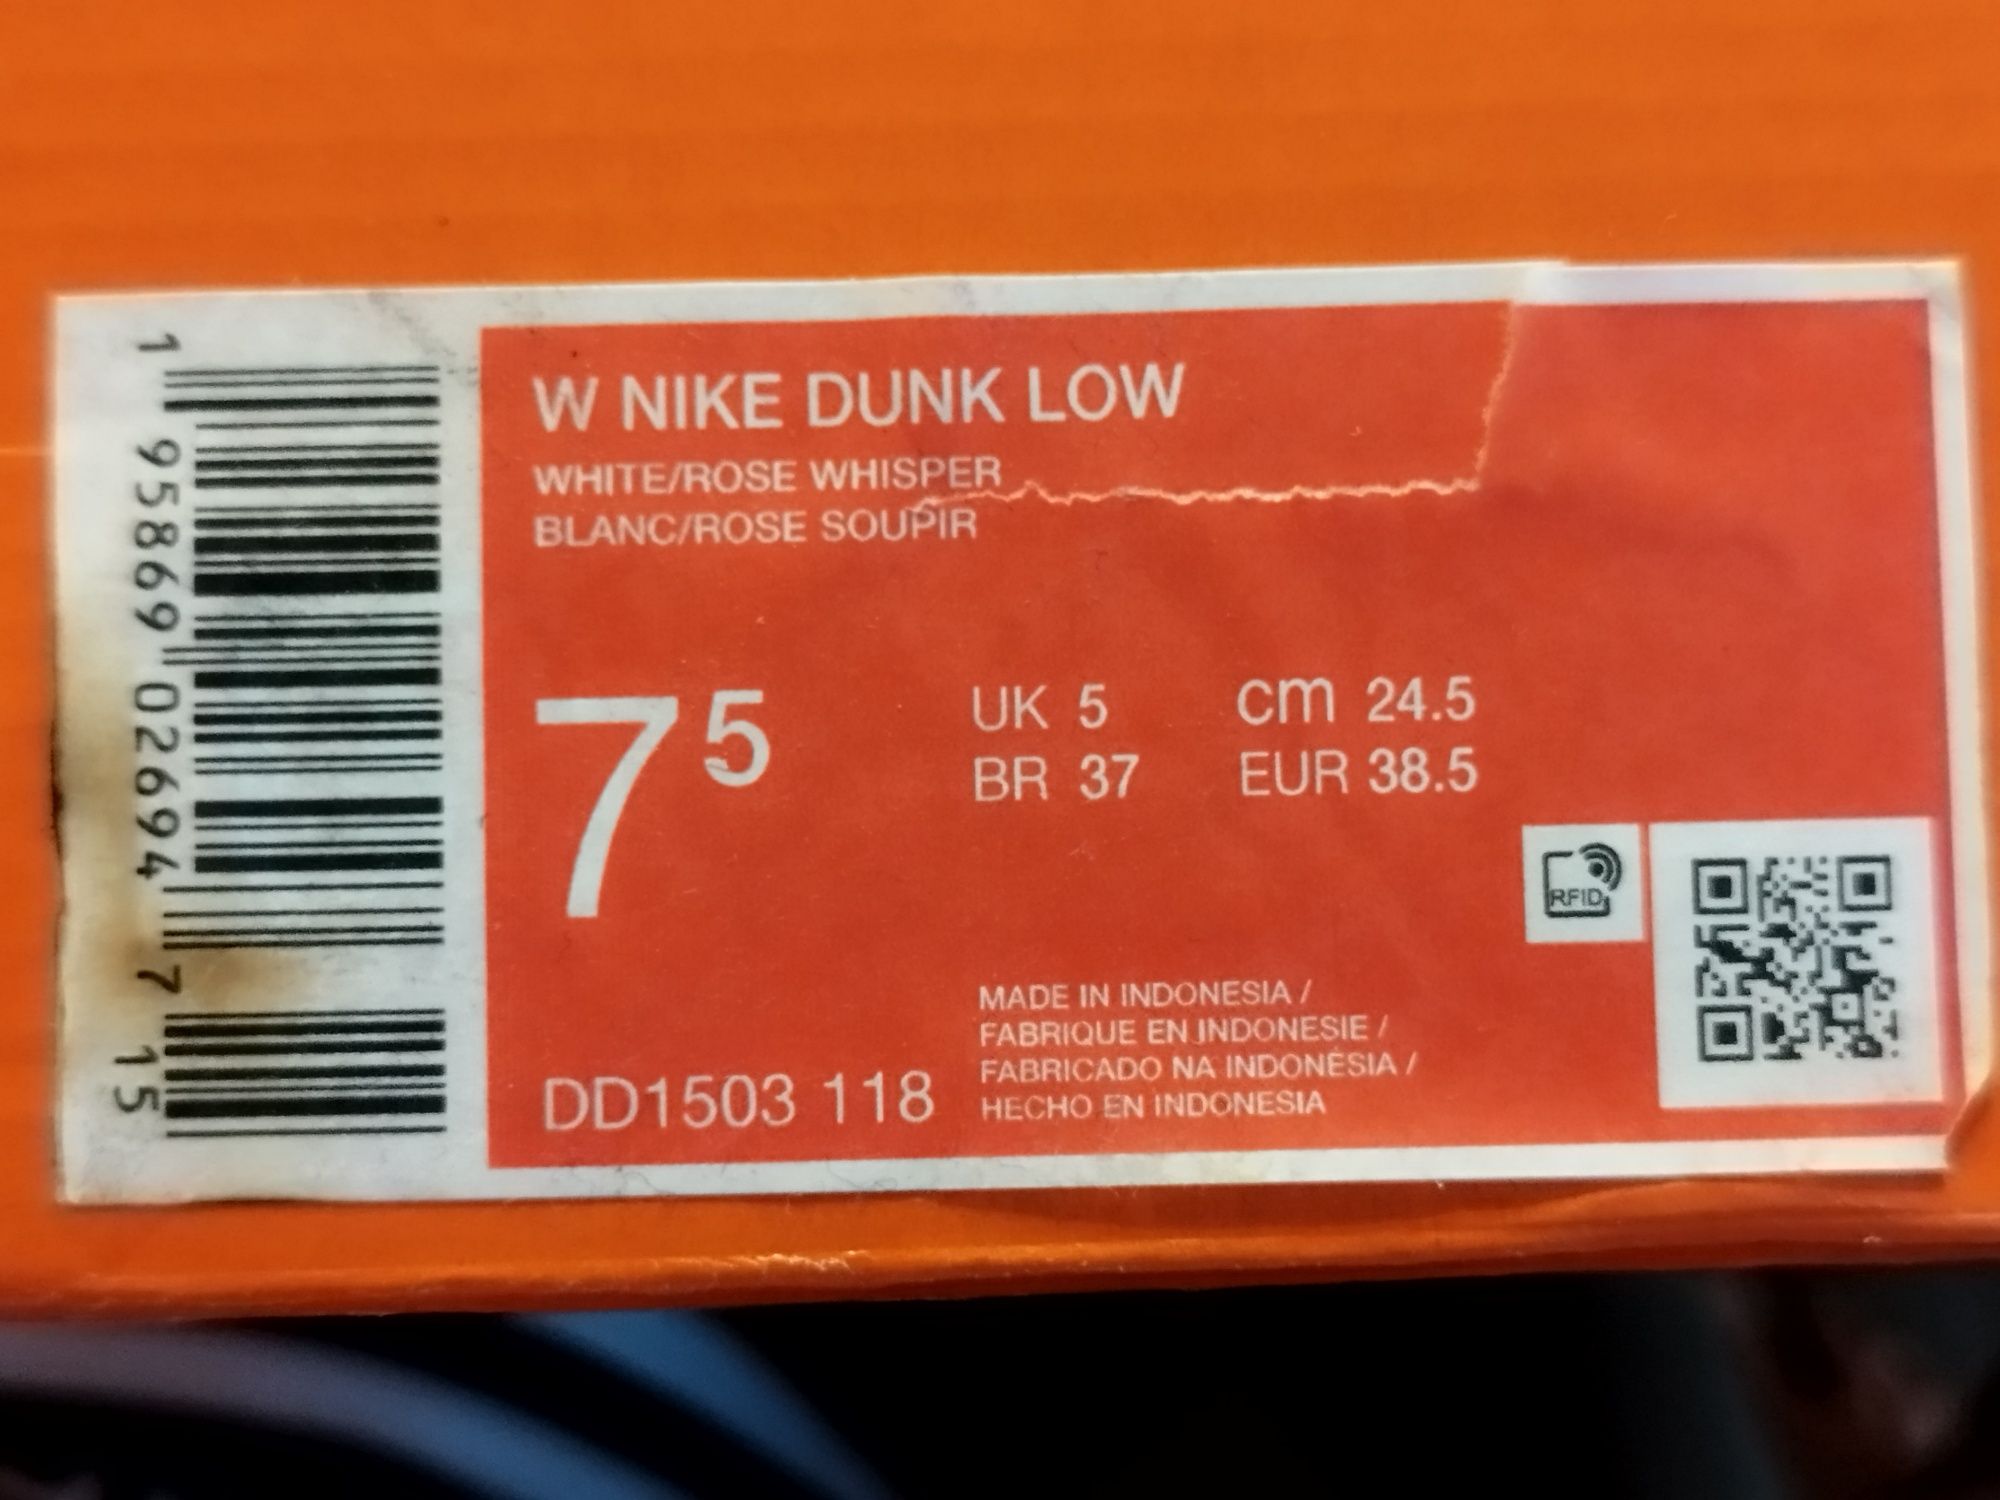 1 95869 02694 7 15
W NIKE DUNK LOW
WHITE/ROSE WHISPER
BLANC/ROSE SOUPIR
7 5
UK 5 cm 24.5
BR 37 EUR 38.5
RFID
MADE IN INDONESIA /
FABRIQUE EN INDONESIE /
FABRICADO NA INDONÉSIA /
HECHO EN INDONESIA
DD1503 118